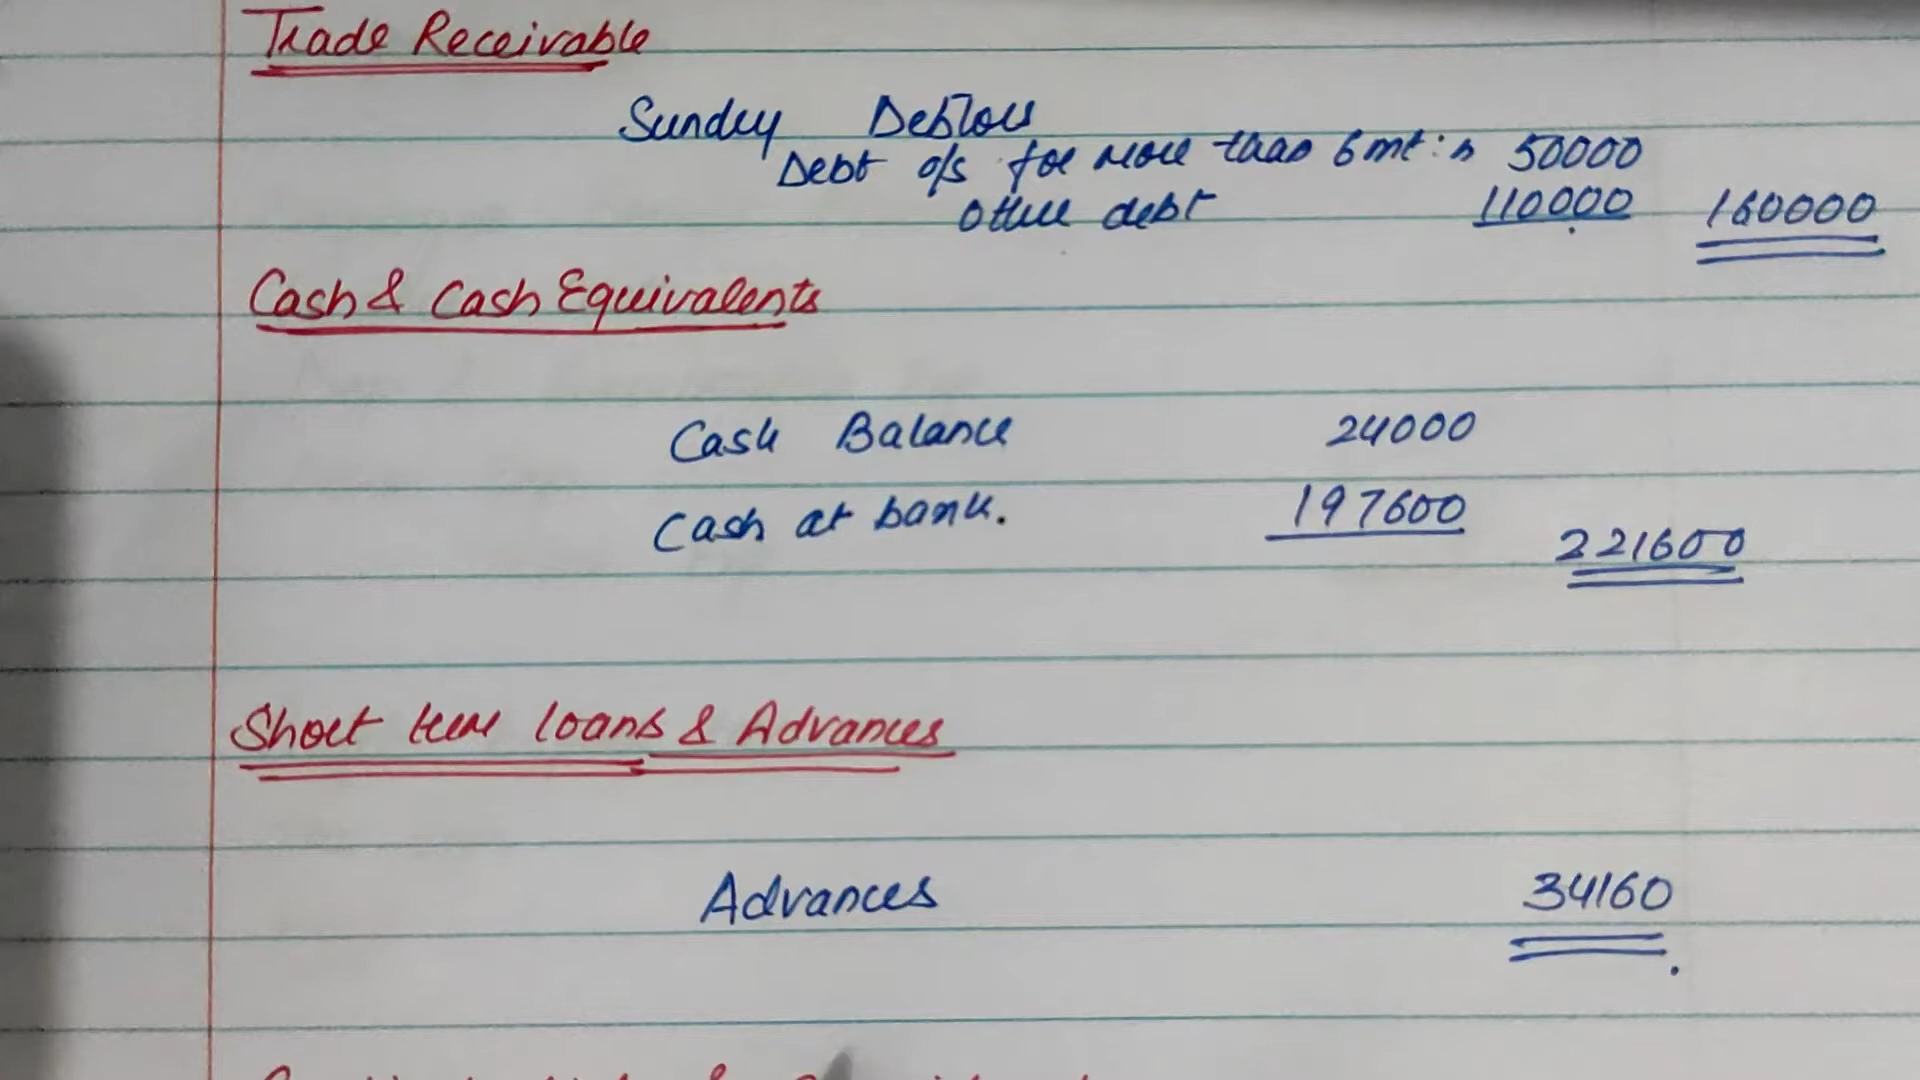 Trade Receivable
Sundry Debtors
Debt o/s for more than 6 mt:s 50000
Other debt 110000 160000
Cash & Cash Equivalents
Cash Balance 24000
Cash at bank. 197600
221600
Short term loans & Advances
Advances 34160